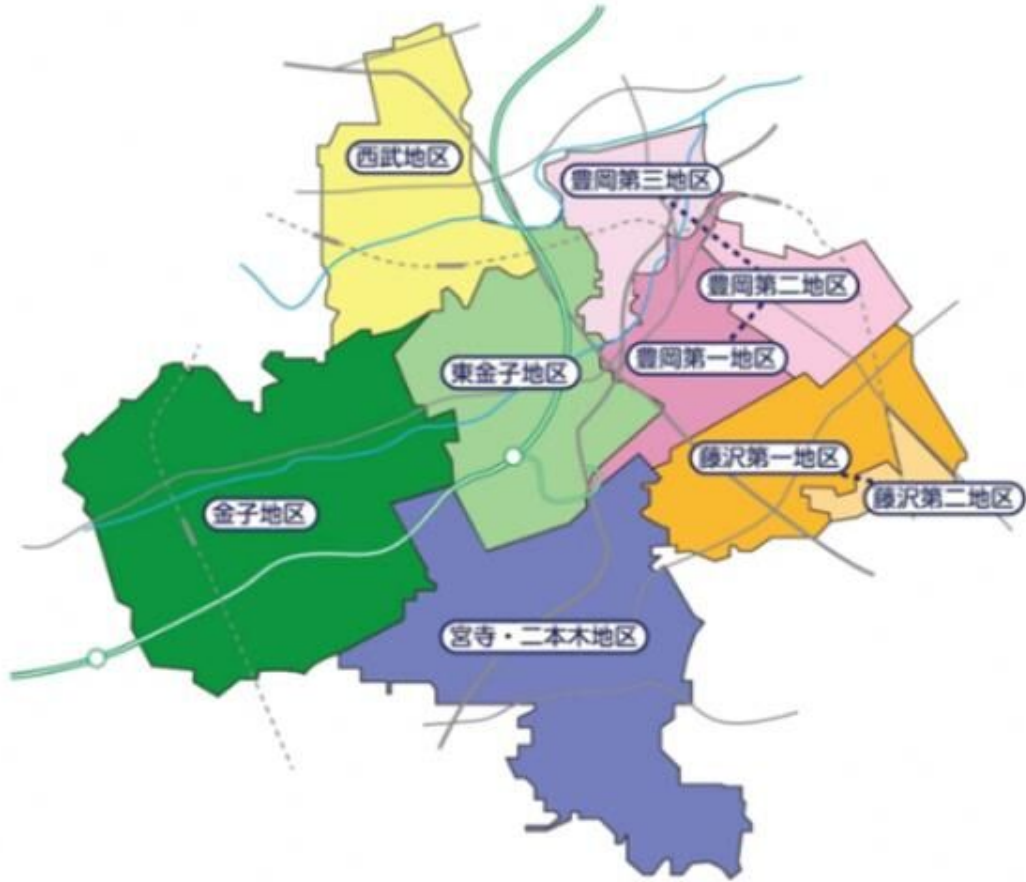 西武地区
豊岡第三地区
豊岡第二地区
豊岡第一地区
東金子地区
藤沢第一地区
藤沢第二地区
金子地区
宮寺・二本木地区